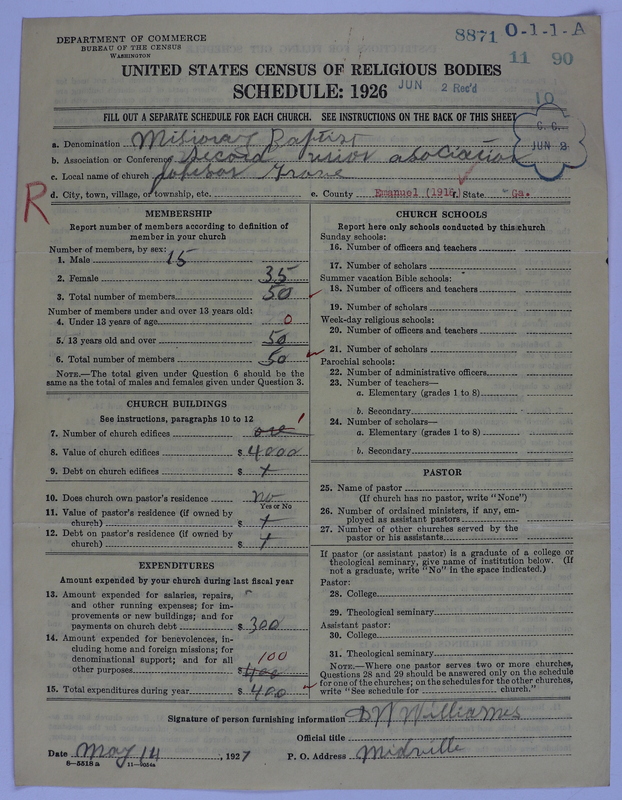 DEPARTMENT OF COMMERCE
BUREAU OF THE CENSUS
WASHINGTON
8871 O-1-1-A
11 90
UNITED STATES CENSUS OF RELIGIOUS BODIES
SCHEDULE: 1926
JUN 2 Rec'd
10
FILL OUT A SEPARATE SCHEDULE FOR EACH CHURCH. SEE INSTRUCTIONS ON THE BACK OF THIS SHEET
C. C.
JUN 2
a. Denomination Misionary Baptist
b. Association or Conference Second union asociation
c. Local name of church Grove
d. City, town, village, or township, etc. e. County Emanuel (1916) f. State Ga.
R
MEMBERSHIP
Report number of members according to definition of
member in your church
Number of members, by sex:
1. Male 15
2. Female 35
3. Total number of members 50
Number of members under and over 13 years old:
4. Under 13 years of age 0
5. 13 years old and over 50
6. Total number of members 50
NOTE.—The total given under Question 6 should be the
same as the total of males and females given under Question 3.
CHURCH BUILDINGS
See instructions, paragraphs 10 to 12
7. Number of church edifices one 1
8. Value of church edifices $ 4000
9. Debt on church edifices $ +
10. Does church own pastor's residence no
Yes or No
11. Value of pastor's residence (if owned by
church) $ +
12. Debt on pastor's residence (if owned by
church) $ +
EXPENDITURES
Amount expended by your church during last fiscal year
13. Amount expended for salaries, repairs,
and other running expenses; for im-
provements or new buildings; and for
payments on church debt $ 300
14. Amount expended for benevolences, in-
cluding home and foreign missions; for
denominational support; and for all
other purposes $ 400 100
15. Total expenditures during year $ 400
CHURCH SCHOOLS
Report here only schools conducted by this church
Sunday schools:
16. Number of officers and teachers
17. Number of scholars
Summer vacation Bible schools:
18. Number of officers and teachers
19. Number of scholars
Week-day religious schools:
20. Number of officers and teachers
21. Number of scholars
Parochial schools:
22. Number of administrative officers
23. Number of teachers—
a. Elementary (grades 1 to 8)
b. Secondary
24. Number of scholars—
a. Elementary (grades 1 to 8)
b. Secondary
PASTOR
25. Name of pastor
(If church has no pastor, write "None")
26. Number of ordained ministers, if any, em-
ployed as assistant pastors
27. Number of other churches served by the
pastor or his assistants
If pastor (or assistant pastor) is a graduate of a college or
theological seminary, give name of institution below. (If
not a graduate, write "No" in the space indicated.)
Pastor:
28. College
29. Theological seminary
Assistant pastor:
30. College
31. Theological seminary
NOTE.—Where one pastor serves two or more churches,
Questions 28 and 29 should be answered only on the schedule
for one of the churches; on the schedules for the other churches,
write "See schedule for church."
Signature of person furnishing information Williames
Official title
Date May 14, 1927 P. O. Address Midville
8—5518 a